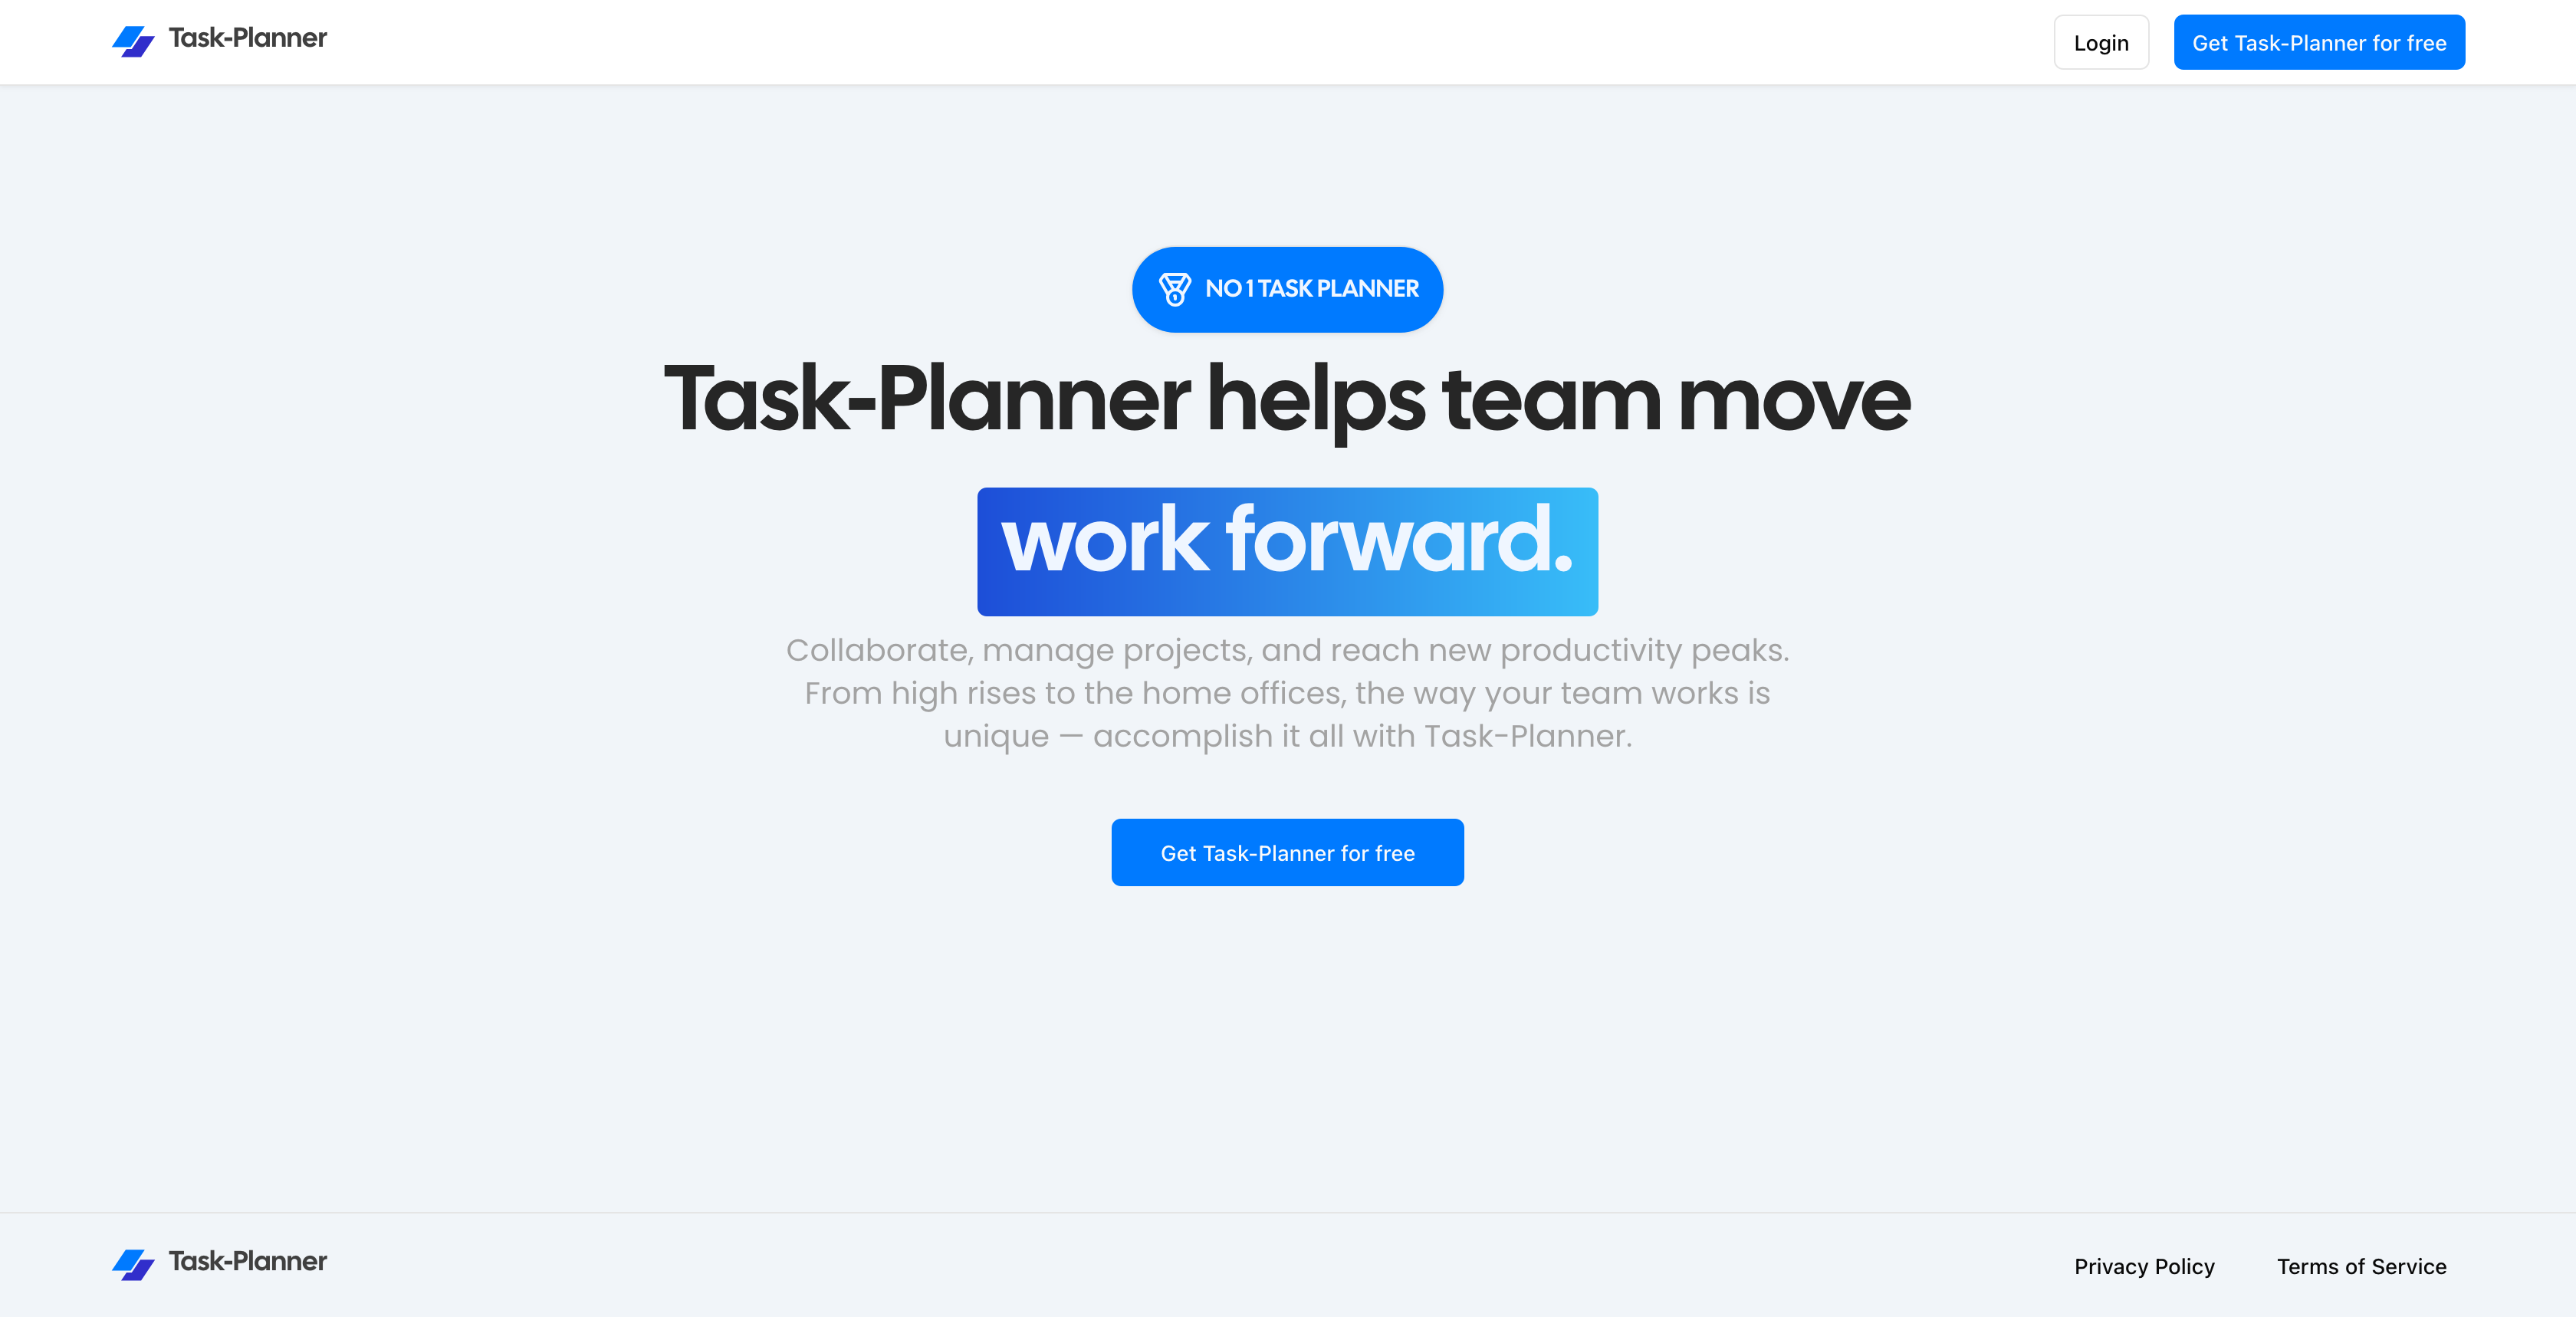 Task-Planner
Login
Get Task-Planner for free
NO 1 TASK PLANNER
Task-Planner helps team move
work forward.
Collaborate, manage projects, and reach new productivity peaks.
From high rises to the home offices, the way your team works is
unique — accomplish it all with Task-Planner.
Get Task-Planner for free
Task-Planner
Privacy Policy
Terms of Service